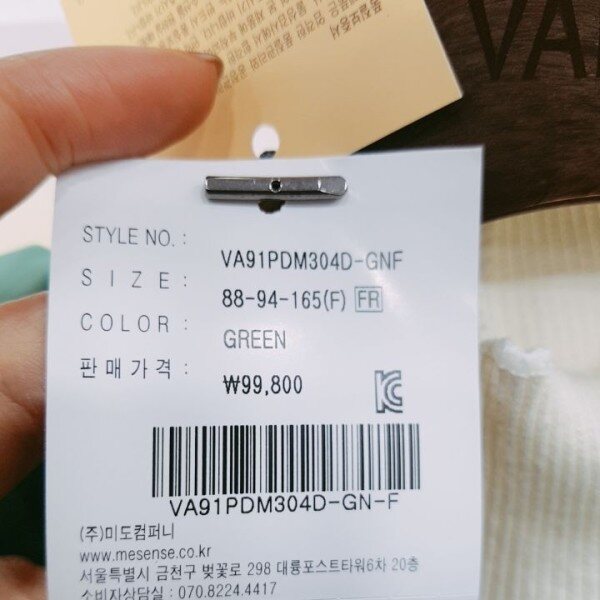 VA
STYLE NO. : VA91PDM304D-GNF
SIZE : 88-94-165(F) FR
COLOR : GREEN
판매가격 : ₩99,800
VA91PDM304D-GN-F
(주)미도컴퍼니
www.mesense.co.kr
서울특별시 금천구 벚꽃로 298 대륭포스트타워6차 20층
소비자상담실 : 070.8224.4417